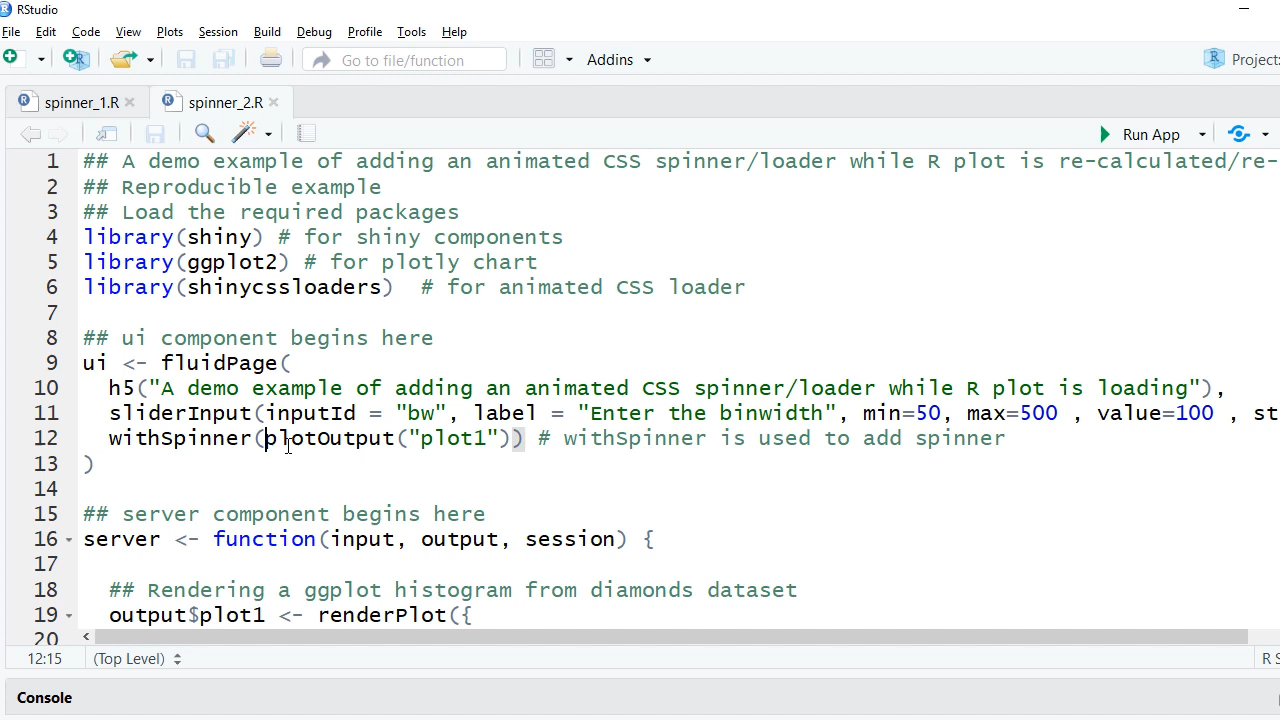 RStudio
File Edit Code View Plots Session Build Debug Profile Tools Help
Go to file/function Addins Project:
spinner_1.R spinner_2.R
Run App
1 ## A demo example of adding an animated CSS spinner/loader while R plot is re-calculated/re-
2 ## Reproducible example
3 ## Load the required packages
4 library(shiny) # for shiny components
5 library(ggplot2) # for plotly chart
6 library(shinycssloaders)  # for animated CSS loader
7
8 ## ui component begins here
9 ui <- fluidPage(
10 h5("A demo example of adding an animated CSS spinner/loader while R plot is loading"),
11 sliderInput(inputId = "bw", label = "Enter the binwidth", min=50, max=500 , value=100 , st
12 withSpinner(plotOutput("plot1")) # withSpinner is used to add spinner
13 )
14
15 ## server component begins here
16 server <- function(input, output, session) {
17
18 ## Rendering a ggplot histogram from diamonds dataset
19 output$plot1 <- renderPlot({
20
12:15 (Top Level) R S
Console